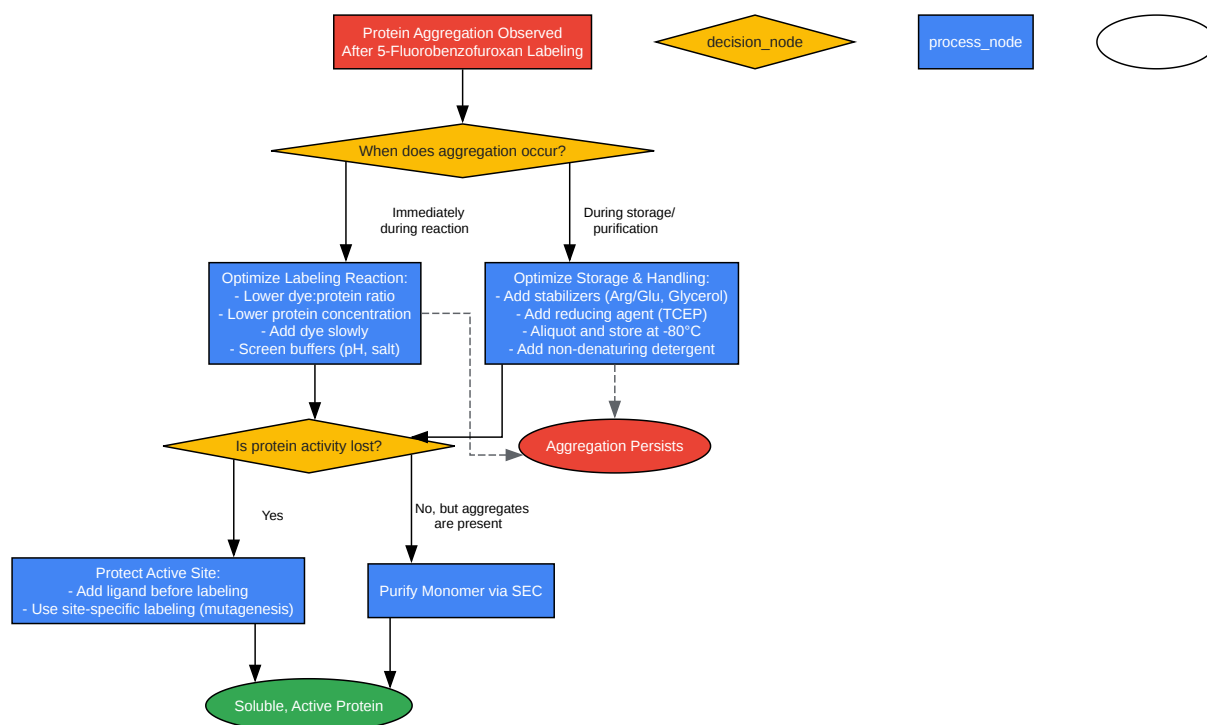 Protein Aggregation Observed
After 5-Fluorobenzofuroxan Labeling
decision_node
process_node
When does aggregation occur?
Immediately
during reaction
During storage/
purification
Optimize Labeling Reaction:
- Lower dye:protein ratio
- Lower protein concentration
- Add dye slowly
- Screen buffers (pH, salt)
Optimize Storage & Handling:
- Add stabilizers (Arg/Glu, Glycerol)
- Add reducing agent (TCEP)
- Aliquot and store at -80°C
- Add non-denaturing detergent
Is protein activity lost?
Aggregation Persists
Yes
No, but aggregates
are present
Protect Active Site:
- Add ligand before labeling
- Use site-specific labeling (mutagenesis)
Purify Monomer via SEC
Soluble, Active Protein